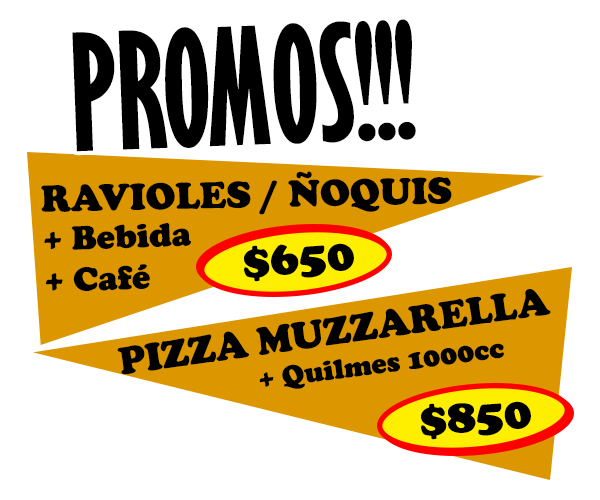 PROMOS!!!
RAVIOLES / ÑOQUIS
+ Bebida
+ Café
$650
PIZZA MUZZARELLA
+ Quilmes 1000cc
$850